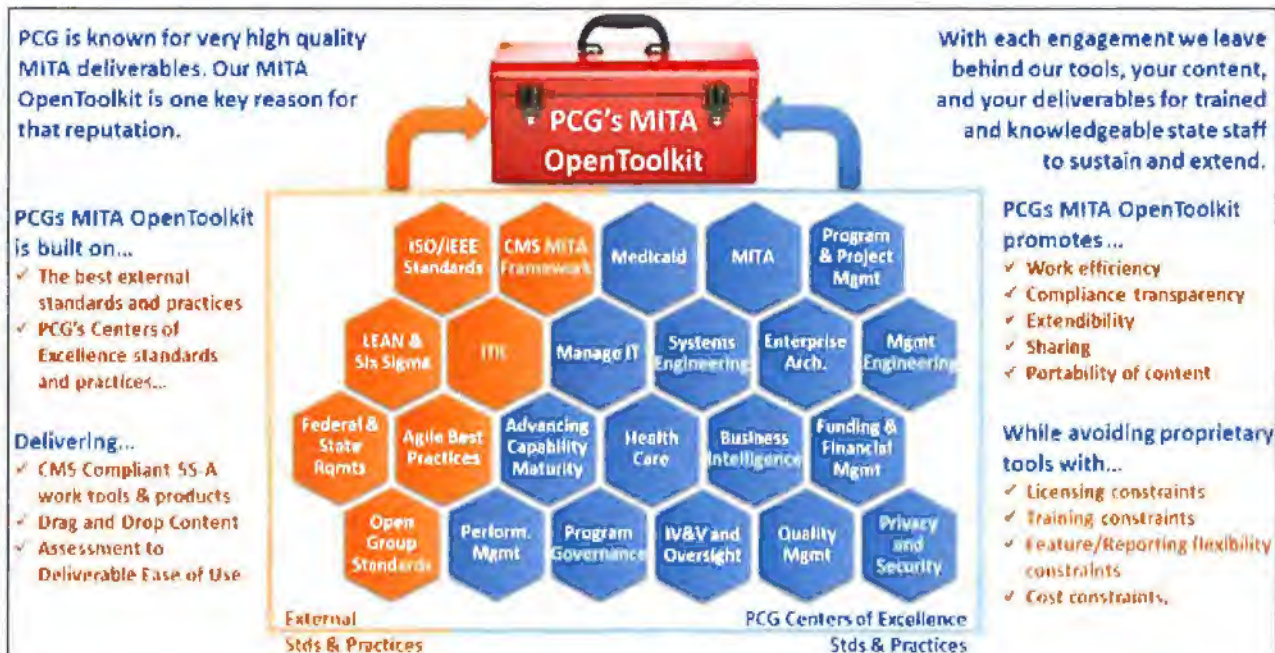 PCG is known for very high quality
MITA deliverables. Our MITA
OpenToolkit is one key reason for
that reputation.
PCG's MITA
OpenToolkit
With each engagement we leave
behind our tools, your content,
and your deliverables for trained
and knowledgeable state staff
to sustain and extend.
PCGs MITA OpenToolkit
is built on...
✓ The best external
standards and practices
✓ PCG's Centers of
Excellence standards
and practices...
Delivering...
✓ CMS Compliant SS-A
work tools & products
✓ Drag and Drop Content
✓ Assessment to
Deliverable Ease of Use
ISO/IEEE
Standards
CMS MITA
Framework
Medicaid
MITA
Program
& Project
Mgmt
LEAN &
Six Sigma
ITIL
Manage IT
Systems
Engineering
Enterprise
Arch.
Mgmt
Engineering
Federal &
State
Rqmts
Agile Best
Practices
Advancing
Capability
Maturity
Health
Care
Business
Intelligence
Funding &
Financial
Mgmt
Open
Group
Standards
Perform.
Mgmt
Program
Governance
IV&V and
Oversight
Quality
Mgmt
Privacy
and
Security
External
Stds & Practices
PCG Centers of Excellence
Stds & Practices
PCGs MITA OpenToolkit
promotes...
✓ Work efficiency
✓ Compliance transparency
✓ Extendibility
✓ Sharing
✓ Portability of content
While avoiding proprietary
tools with...
✓ Licensing constraints
✓ Training constraints
✓ Feature/Reporting flexibility
constraints
✓ Cost constraints.